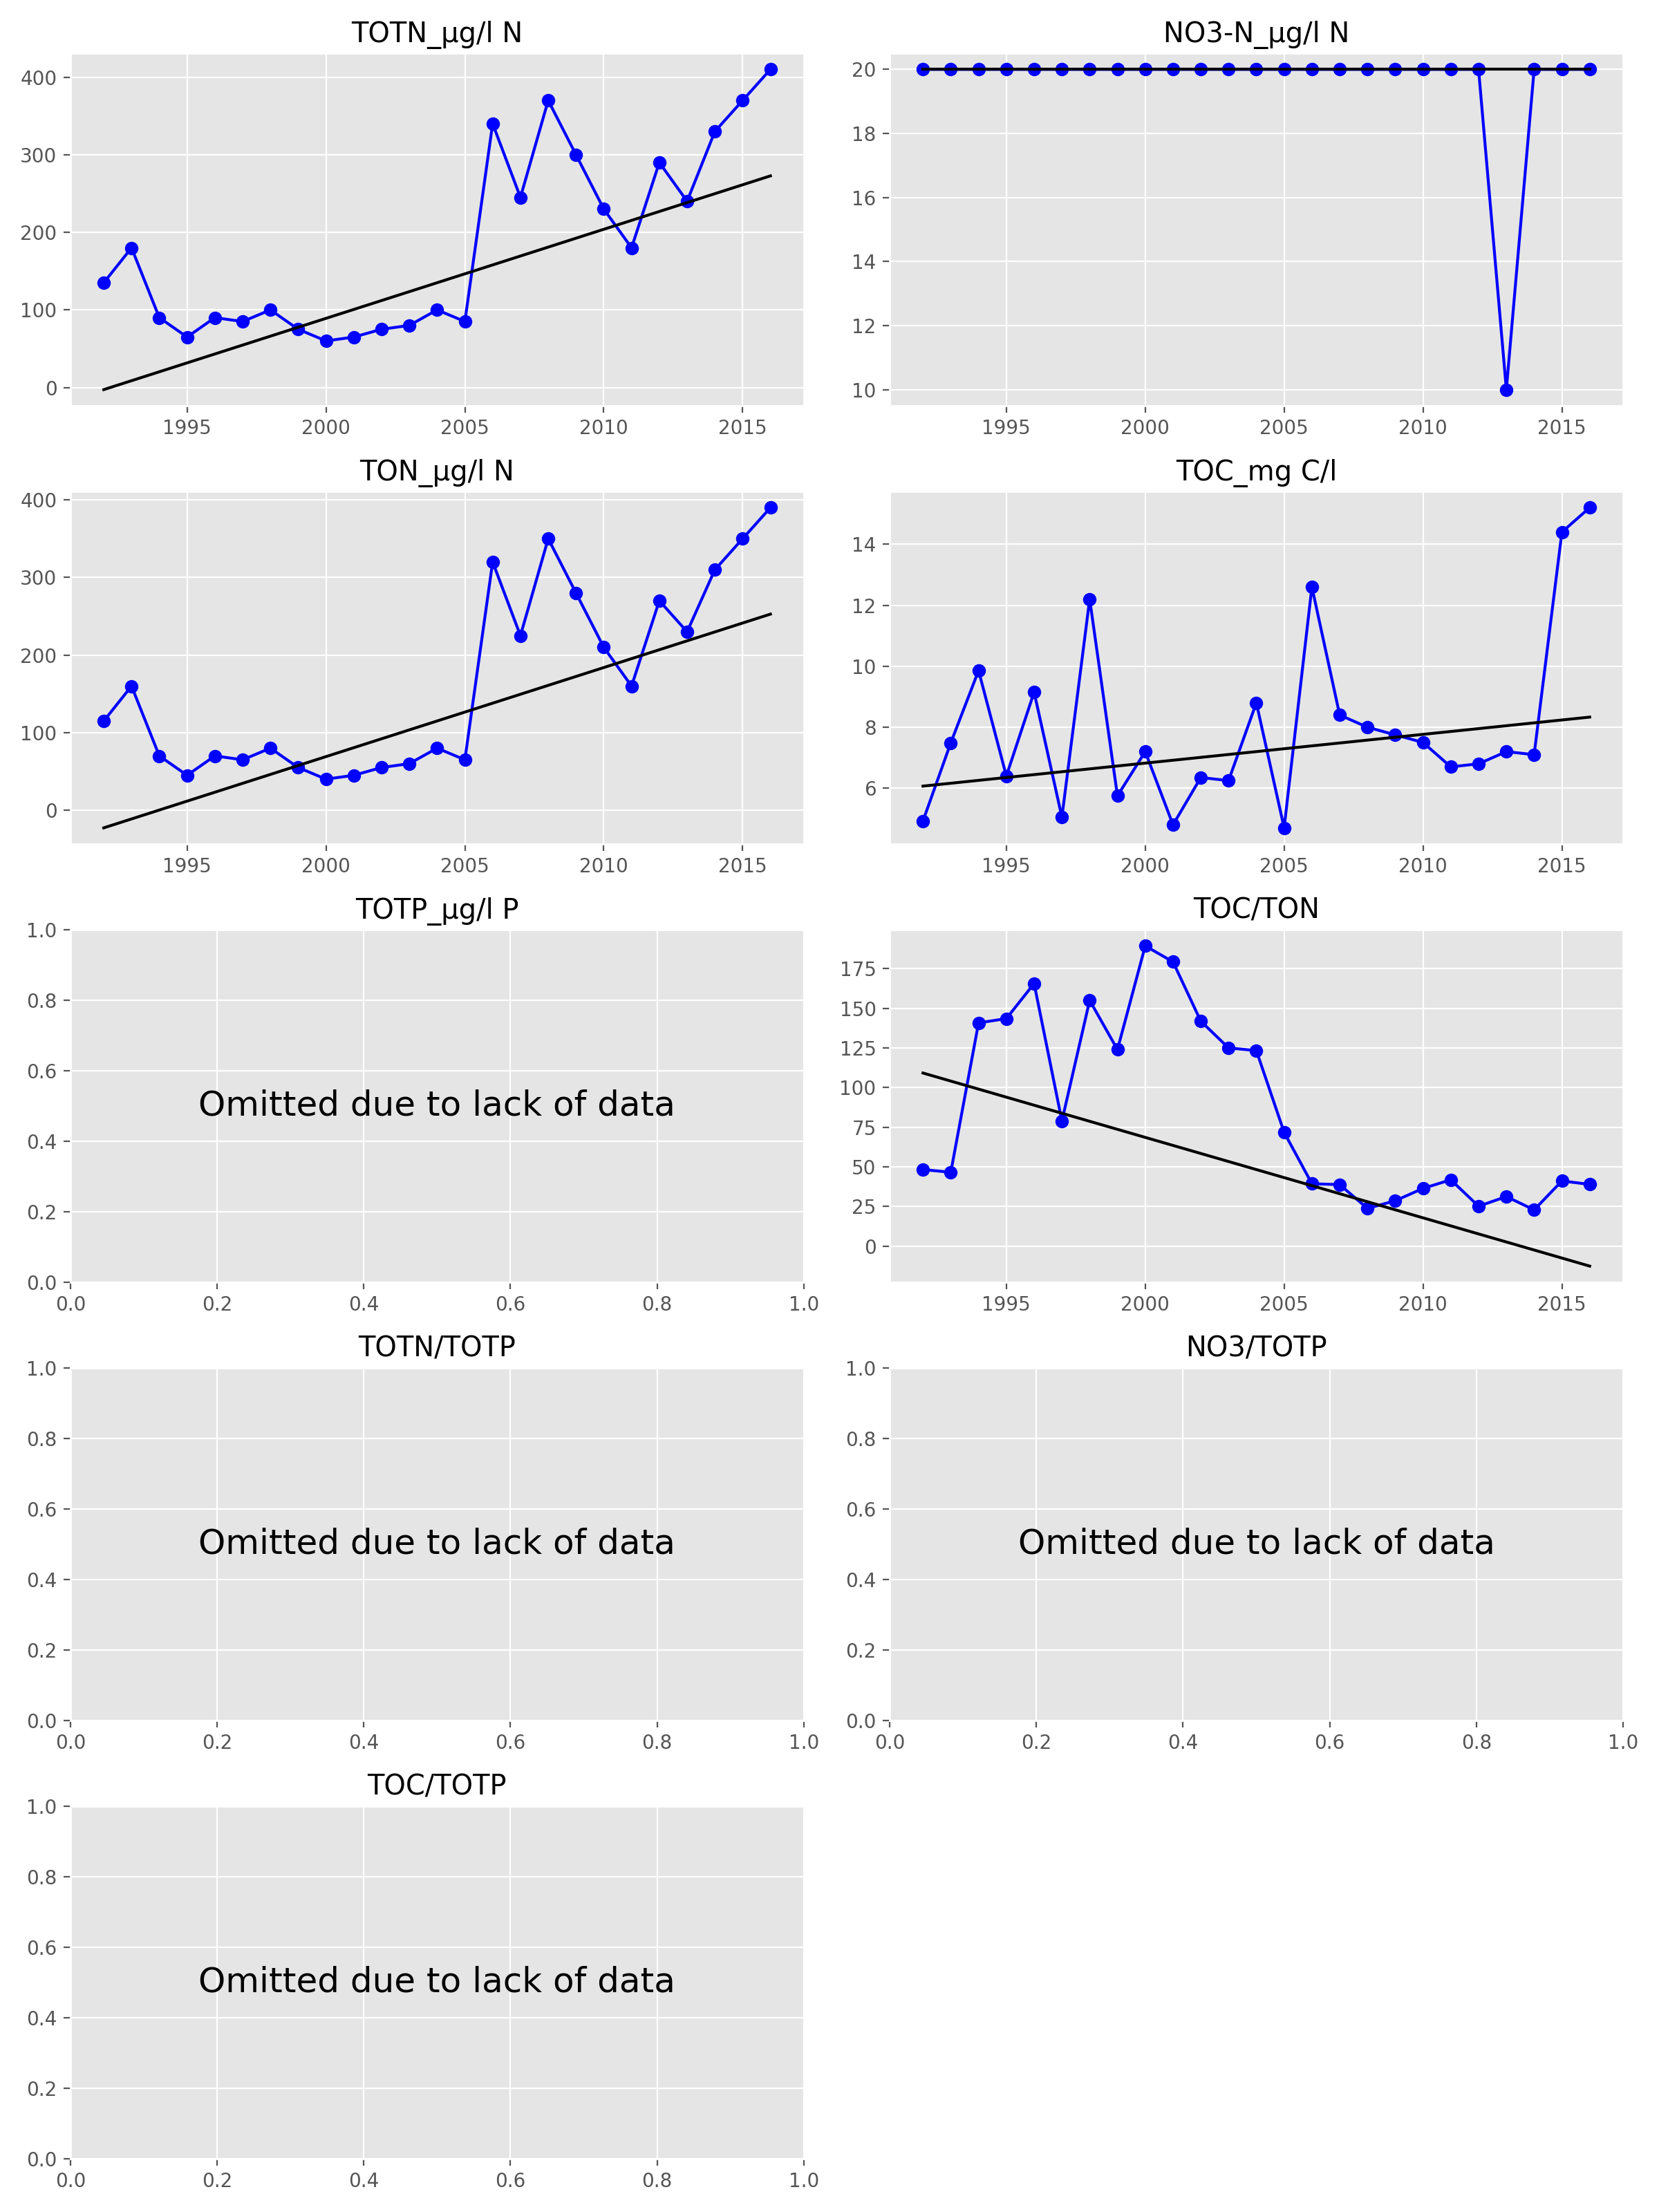 TOTN_µg/l N
400
300
200
100
0
1995 2000 2005 2010 2015
NO3-N_µg/l N
20
18
16
14
12
10
1995 2000 2005 2010 2015
TON_µg/l N
400
300
200
100
0
1995 2000 2005 2010 2015
TOC_mg C/l
14
12
10
8
6
1995 2000 2005 2010 2015
TOTP_µg/l P
1.0
0.8
0.6
Omitted due to lack of data
0.4
0.2
0.0
0.0 0.2 0.4 0.6 0.8 1.0
TOC/TON
175
150
125
100
75
50
25
0
1995 2000 2005 2010 2015
TOTN/TOTP
1.0
0.8
0.6
Omitted due to lack of data
0.4
0.2
0.0
0.0 0.2 0.4 0.6 0.8 1.0
NO3/TOTP
1.0
0.8
0.6
Omitted due to lack of data
0.4
0.2
0.0
0.0 0.2 0.4 0.6 0.8 1.0
TOC/TOTP
1.0
0.8
0.6
Omitted due to lack of data
0.4
0.2
0.0
0.0 0.2 0.4 0.6 0.8 1.0